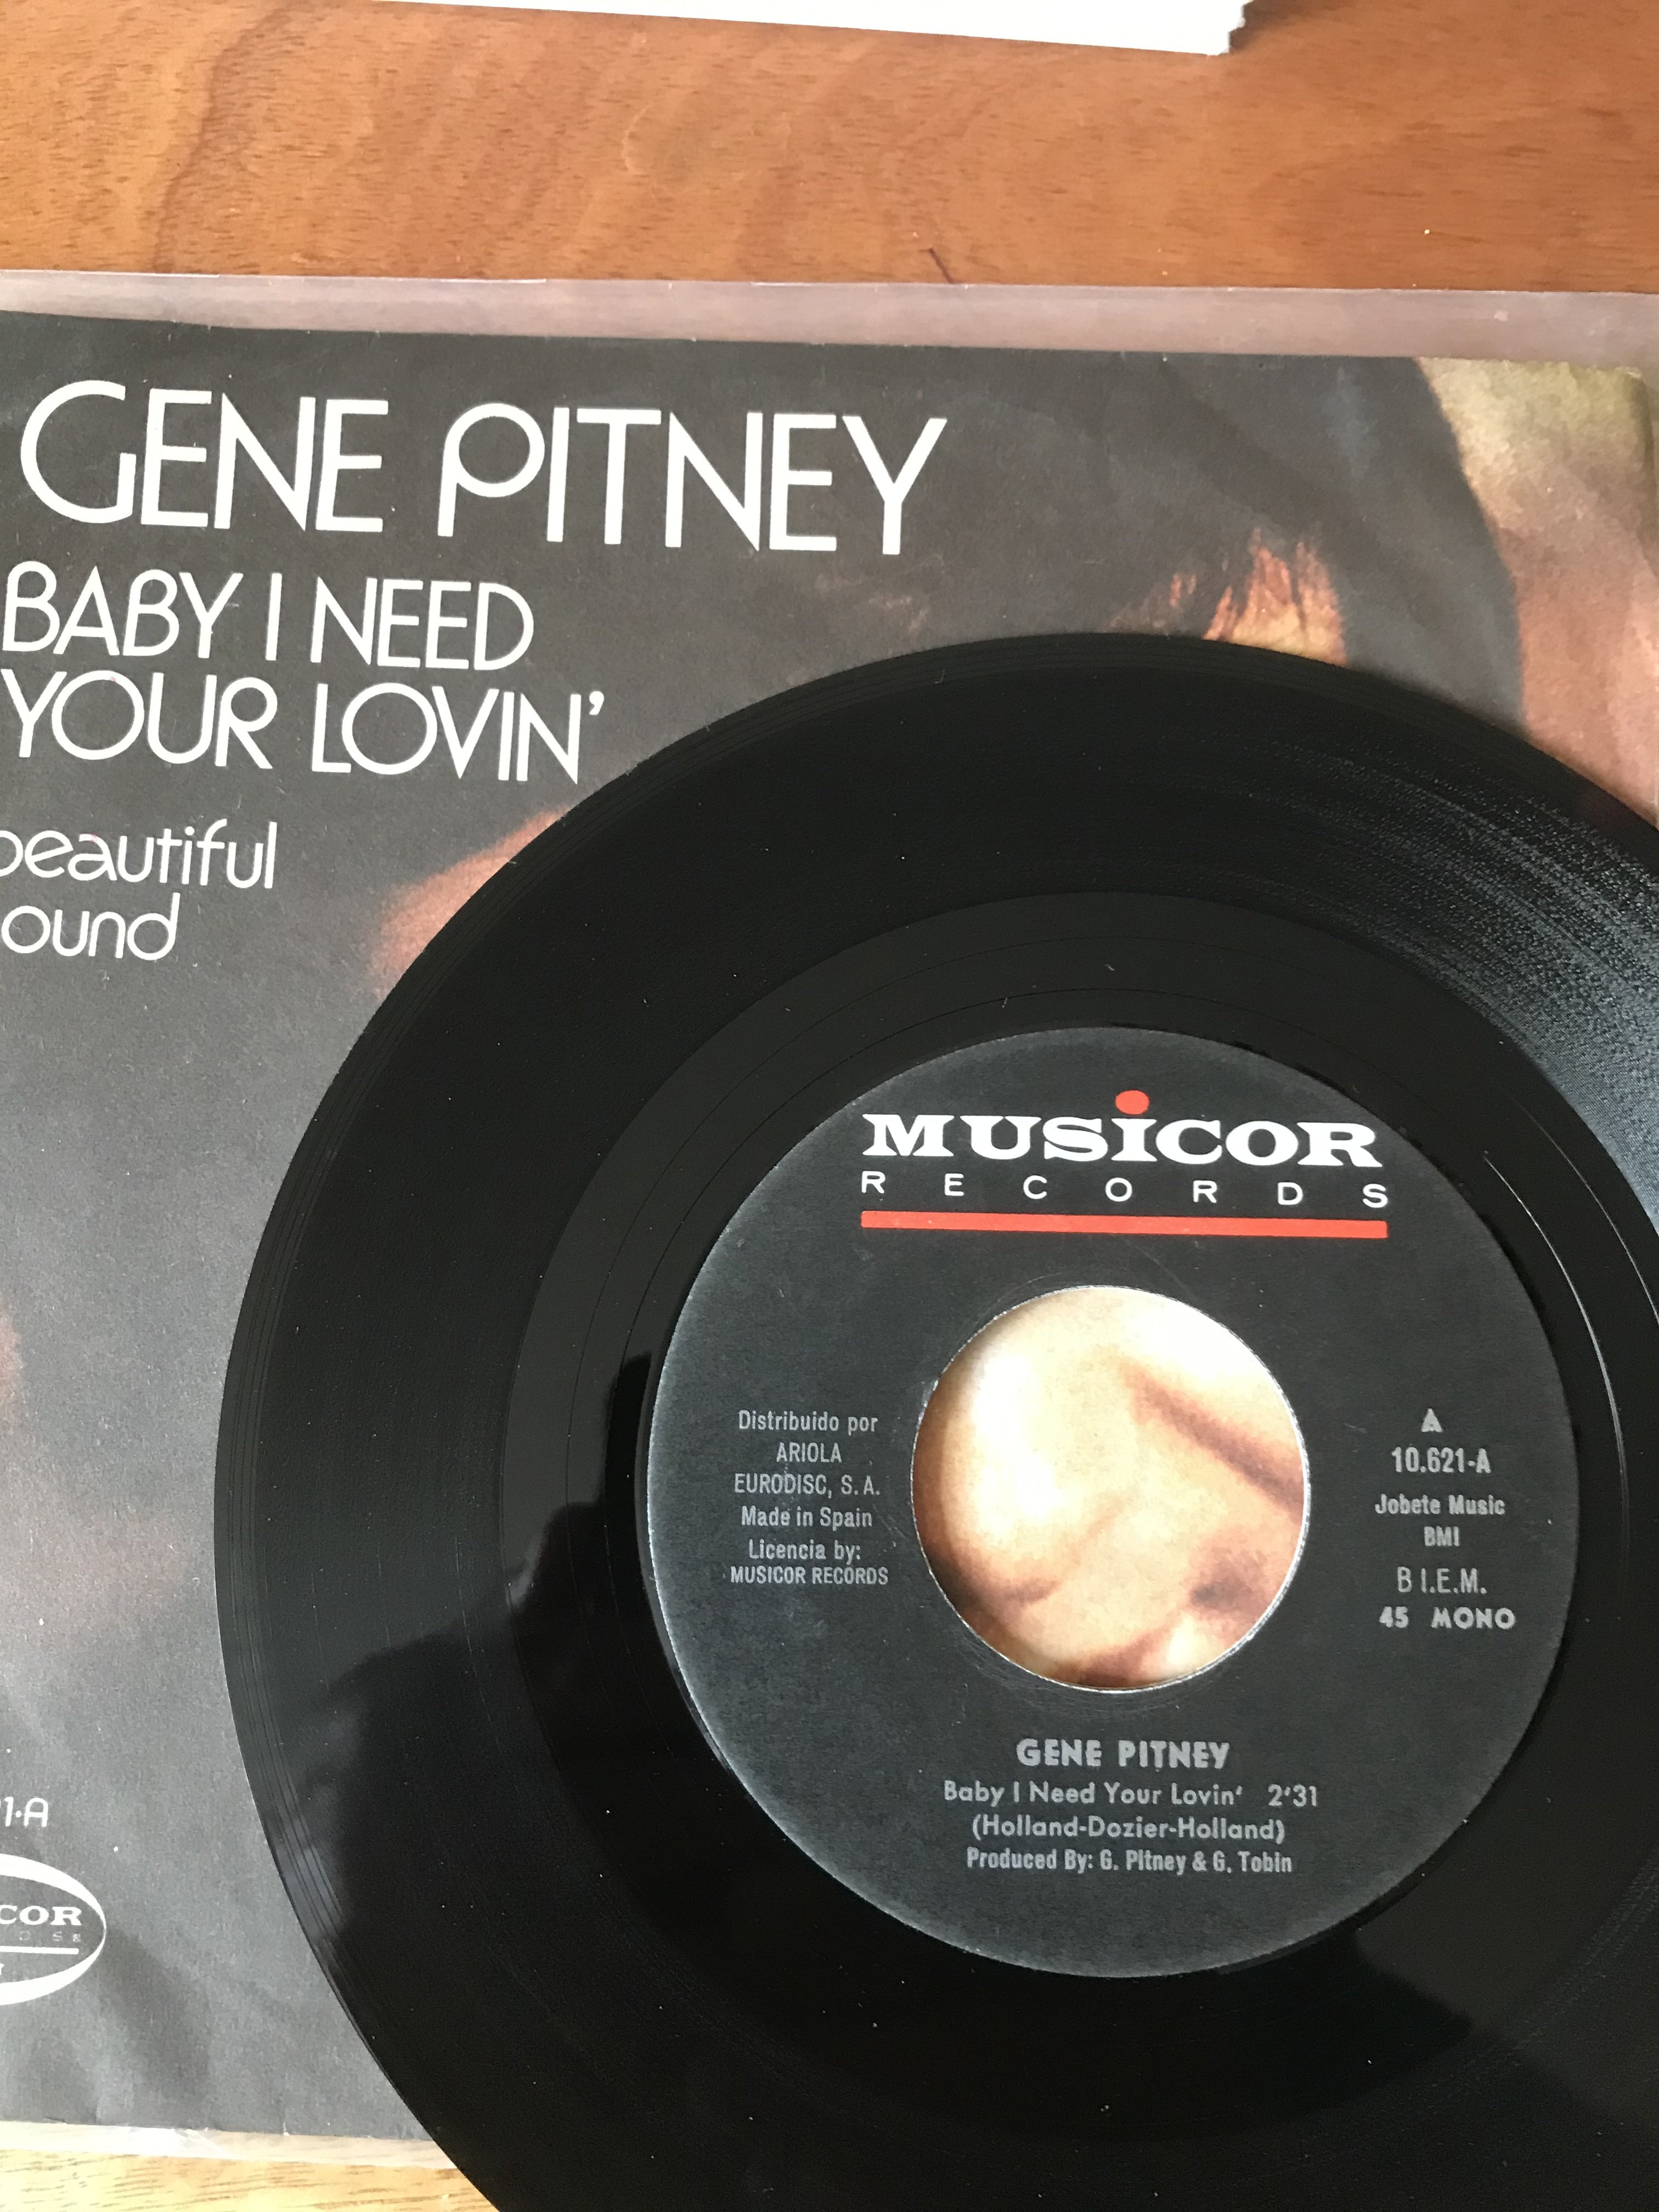 GENE PITNEY
BABY I NEED
YOUR LOVIN'
beautiful
ound
MUSiCOR
RECORDS
Distribuido por
ARIOLA
EURODISC, S.A.
Made in Spain
Licencia by:
MUSICOR RECORDS
A
10.621-A
Jobete Music
BMI
B I.E.M.
45 MONO
GENE PITNEY
Baby I Need Your Lovin' 2'31
(Holland-Dozier-Holland)
Produced By: G. Pitney & G. Tobin
1·A
COR